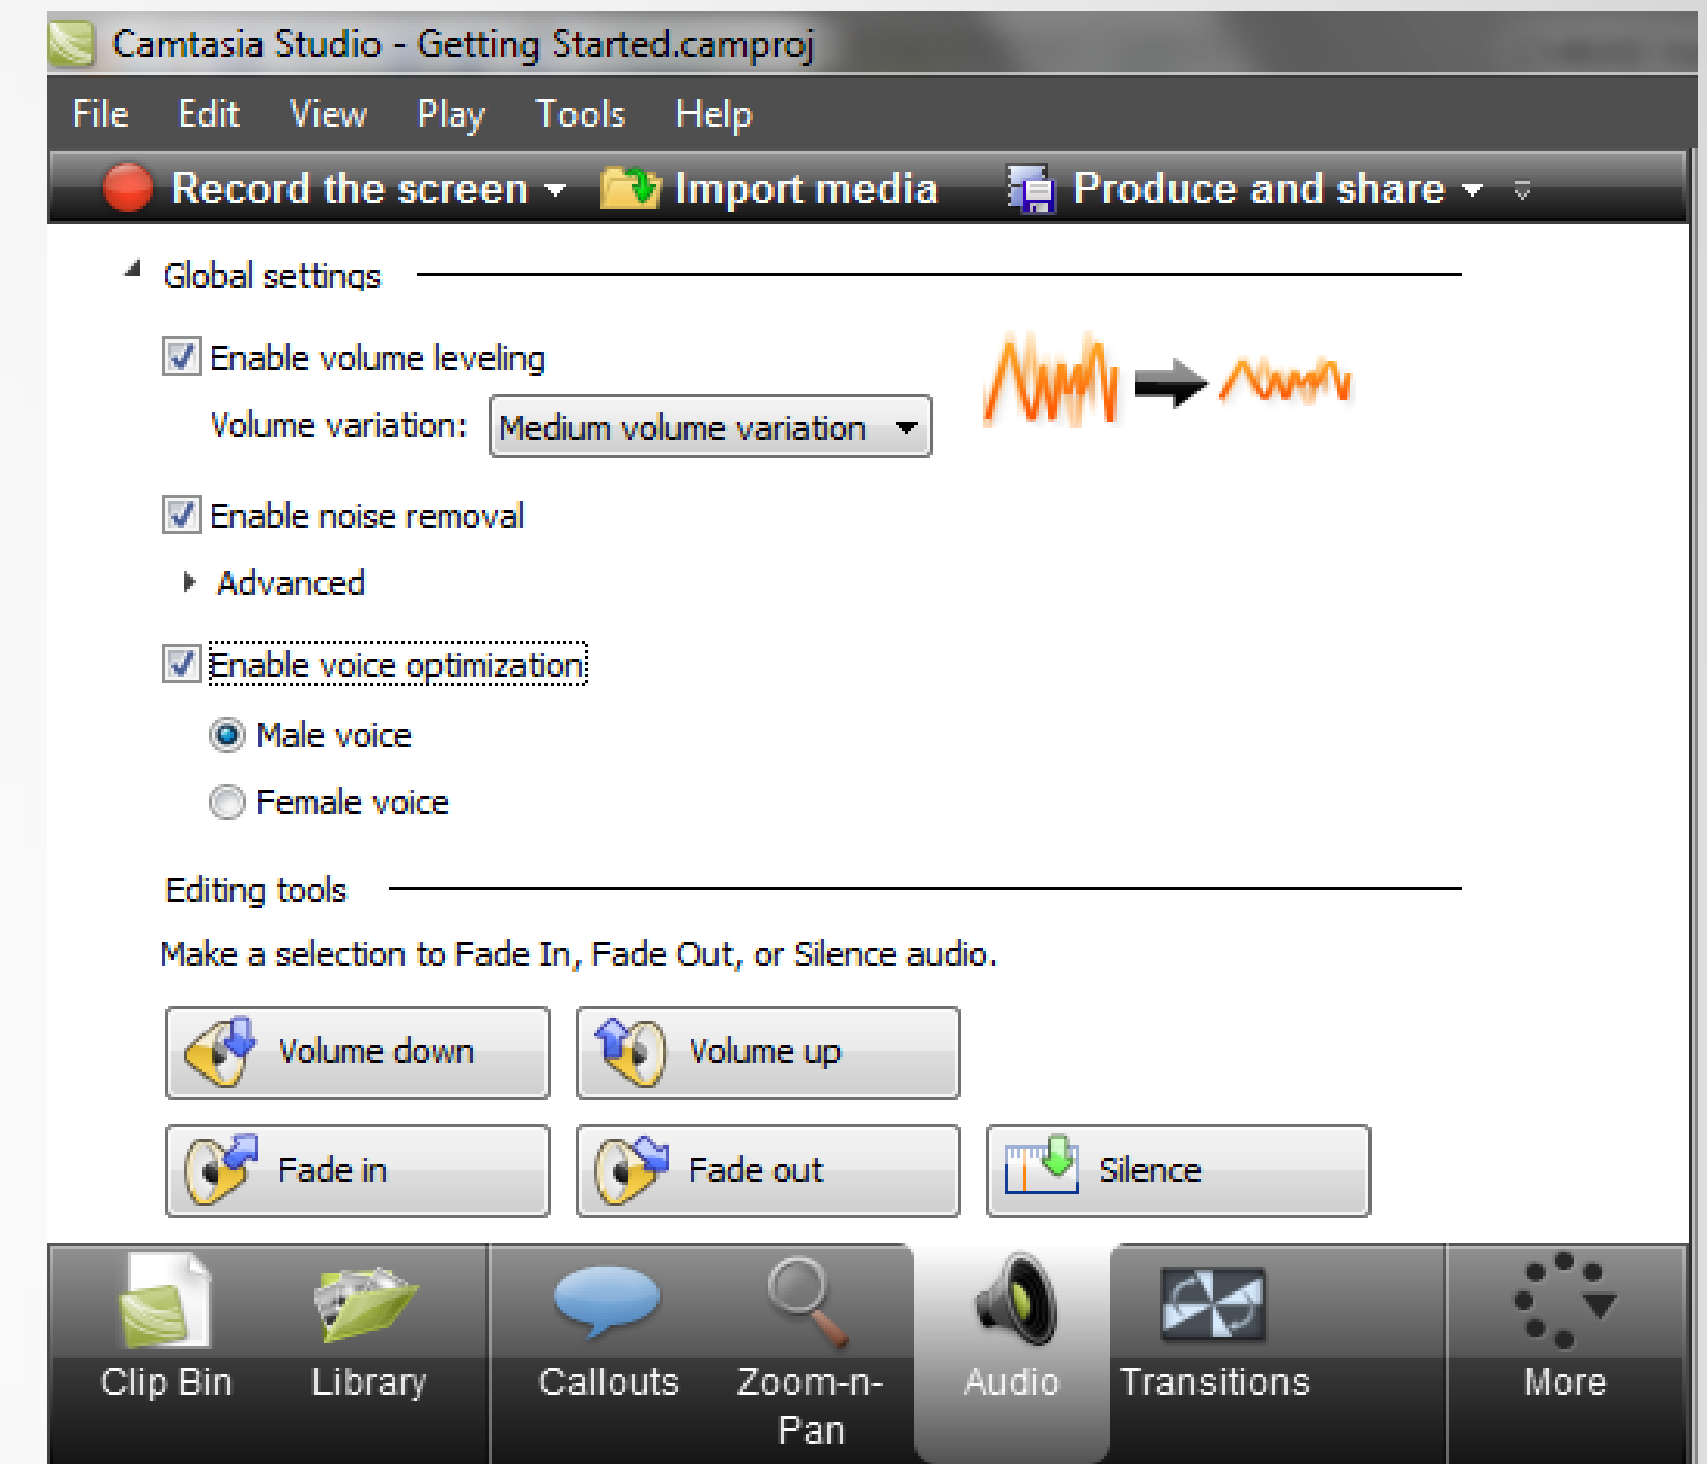 Camtasia Studio - Getting Started.camproj
File Edit View Play Tools Help
Record the screen Import media Produce and share
Global settings
Enable volume leveling
Volume variation: Medium volume variation
Enable noise removal
Advanced
Enable voice optimization
Male voice
Female voice
Editing tools
Make a selection to Fade In, Fade Out, or Silence audio.
Volume down Volume up
Fade in Fade out Silence
Clip Bin Library Callouts Zoom-n- Audio Transitions More
Pan